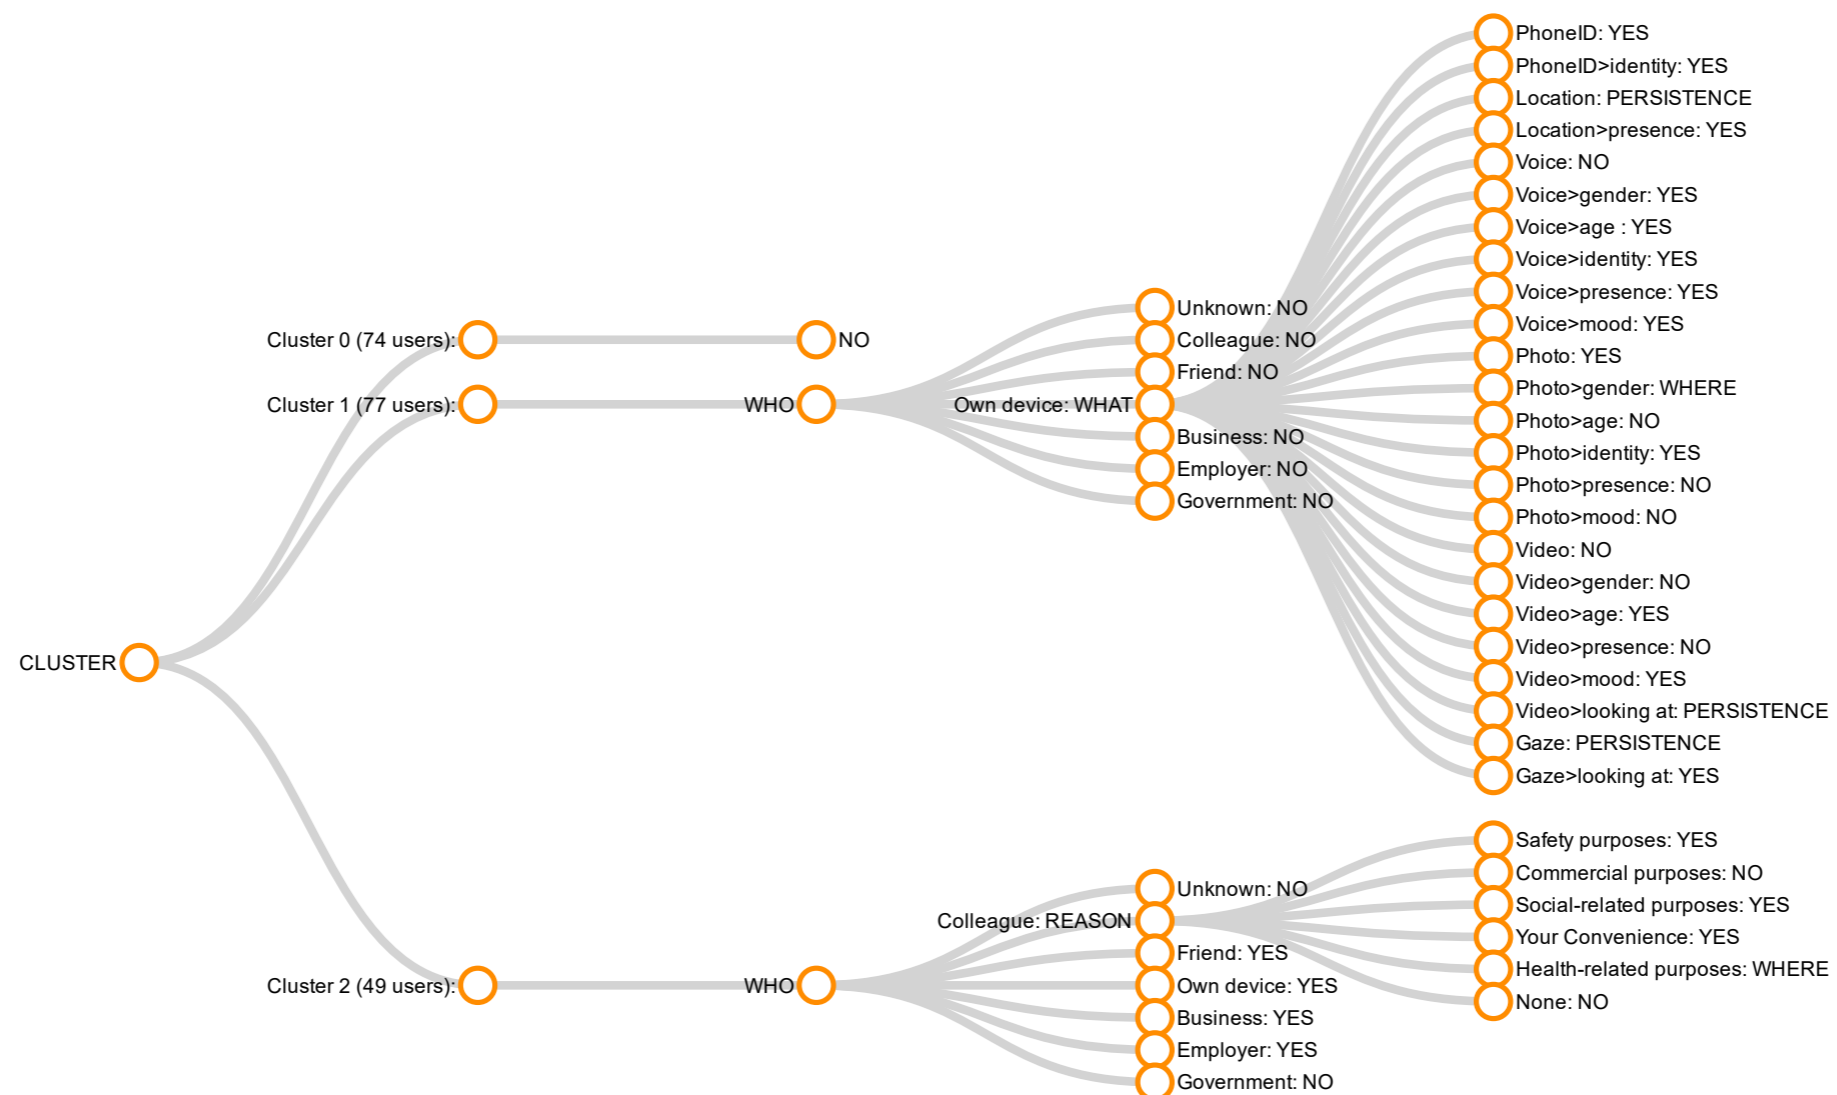 CLUSTER
Cluster 0 (74 users):
NO
Cluster 1 (77 users):
WHO
Unknown: NO
Colleague: NO
Friend: NO
Own device: WHAT
Business: NO
Employer: NO
Government: NO
PhoneID: YES
PhoneID>identity: YES
Location: PERSISTENCE
Location>presence: YES
Voice: NO
Voice>gender: YES
Voice>age : YES
Voice>identity: YES
Voice>presence: YES
Voice>mood: YES
Photo: YES
Photo>gender: WHERE
Photo>age: NO
Photo>identity: YES
Photo>presence: NO
Photo>mood: NO
Video: NO
Video>gender: NO
Video>age: YES
Video>presence: NO
Video>mood: YES
Video>looking at: PERSISTENCE
Gaze: PERSISTENCE
Gaze>looking at: YES
Cluster 2 (49 users):
WHO
Unknown: NO
Colleague: REASON
Friend: YES
Own device: YES
Business: YES
Employer: YES
Government: NO
Safety purposes: YES
Commercial purposes: NO
Social-related purposes: YES
Your Convenience: YES
Health-related purposes: WHERE
None: NO